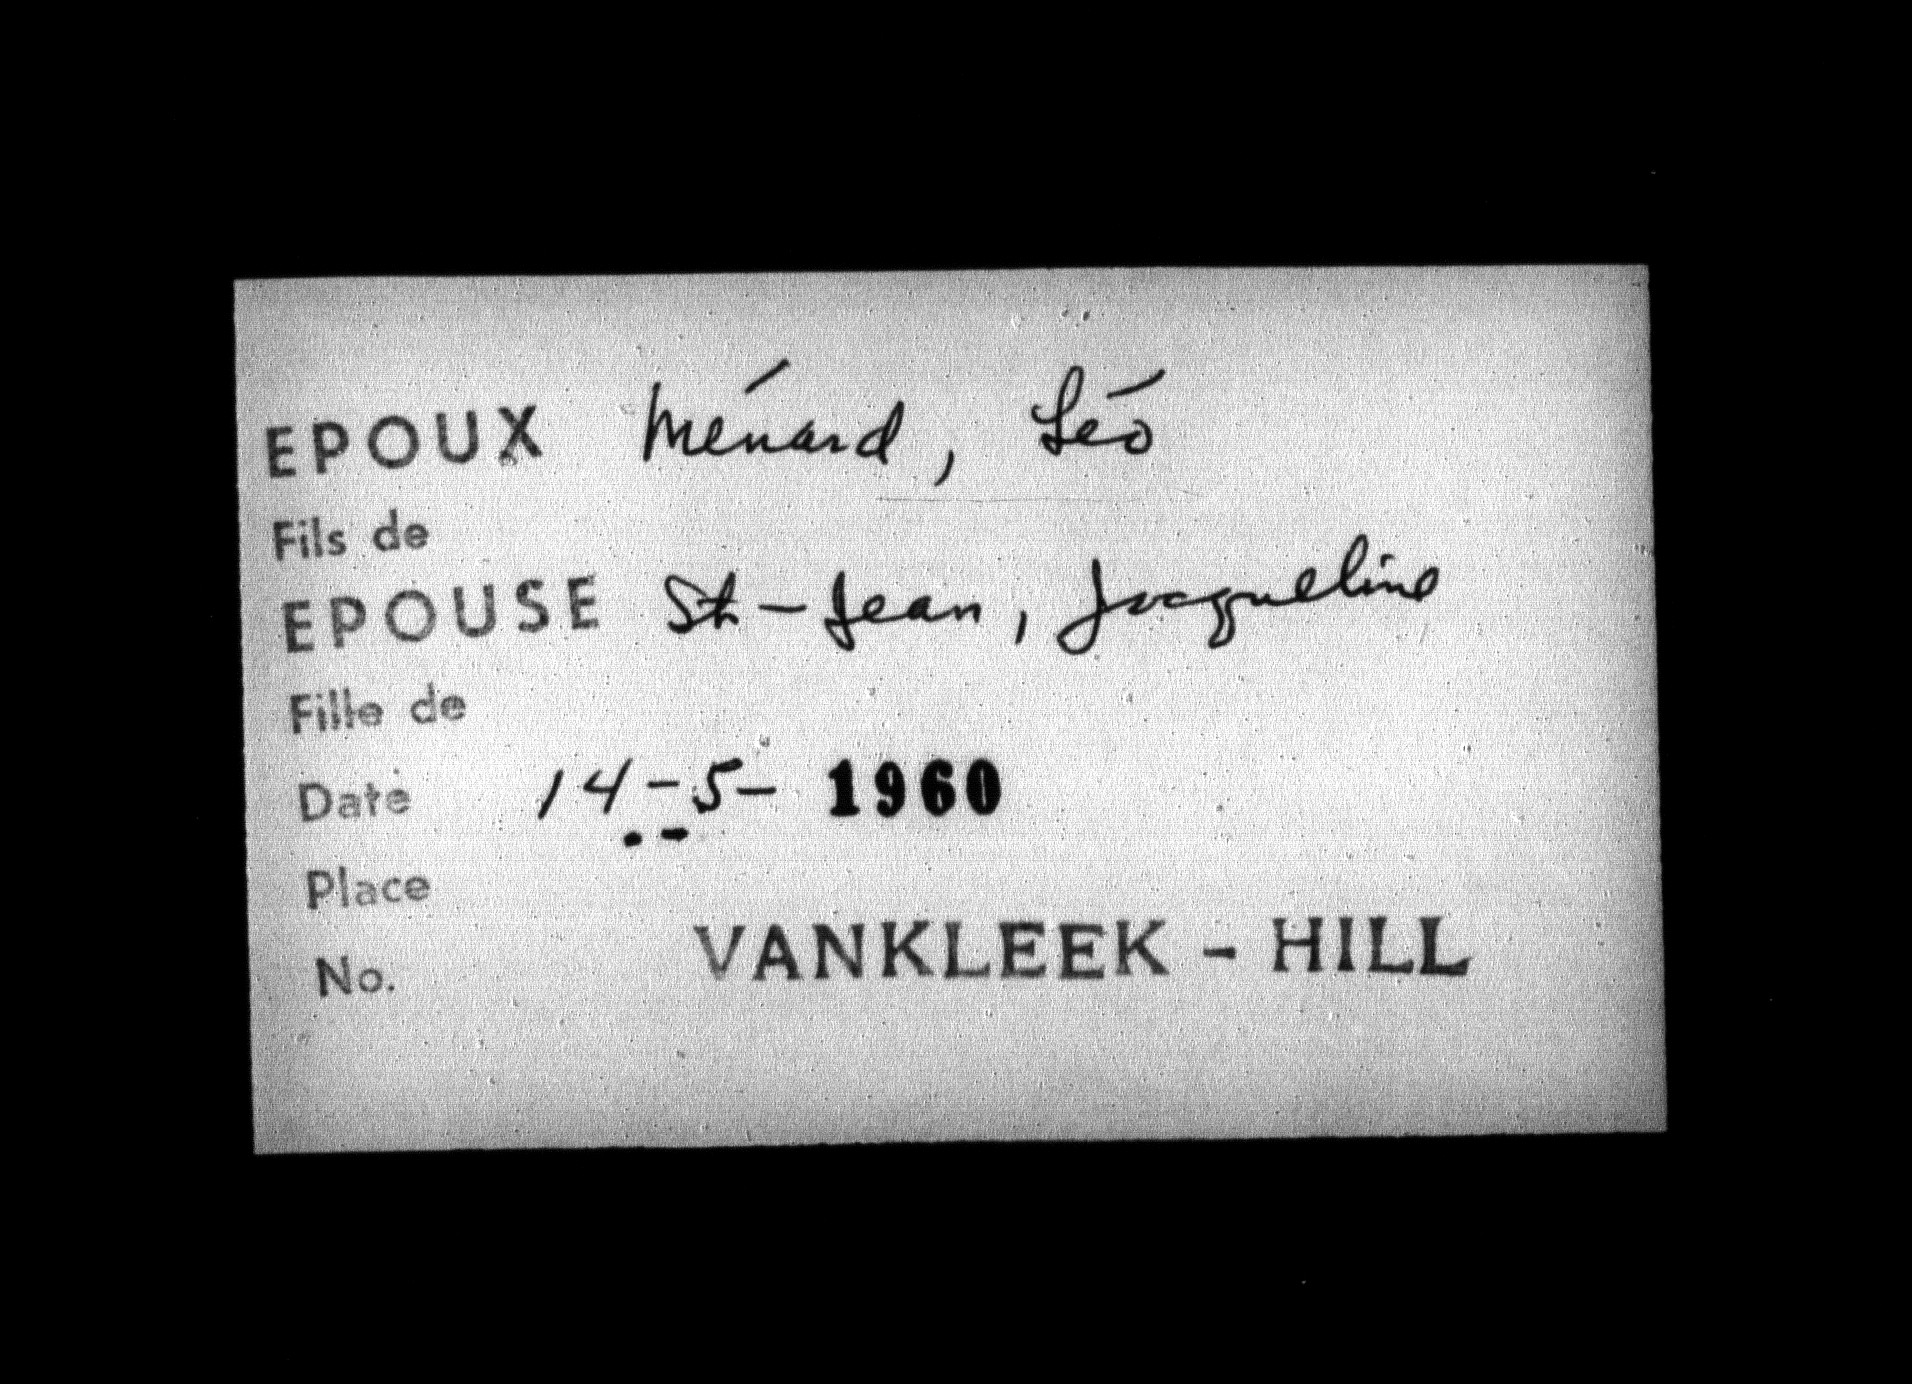 EPOUX Ménard, Léo
Fils de
EPOUSE St-Jean, Jacqueline
Fille de
Date 14-5-1960
Place
VANKLEEK - HILL
No.